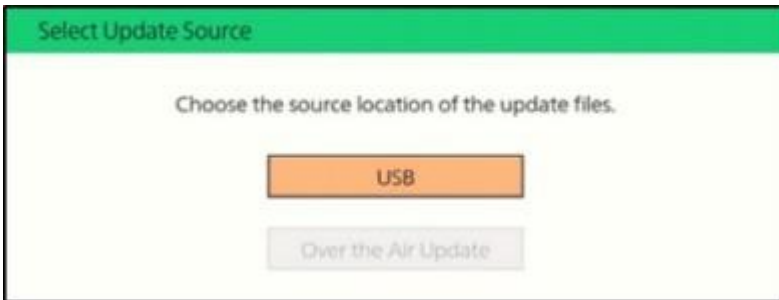 Select Update Source
Choose the source location of the update files.
USB
Over the Air Update